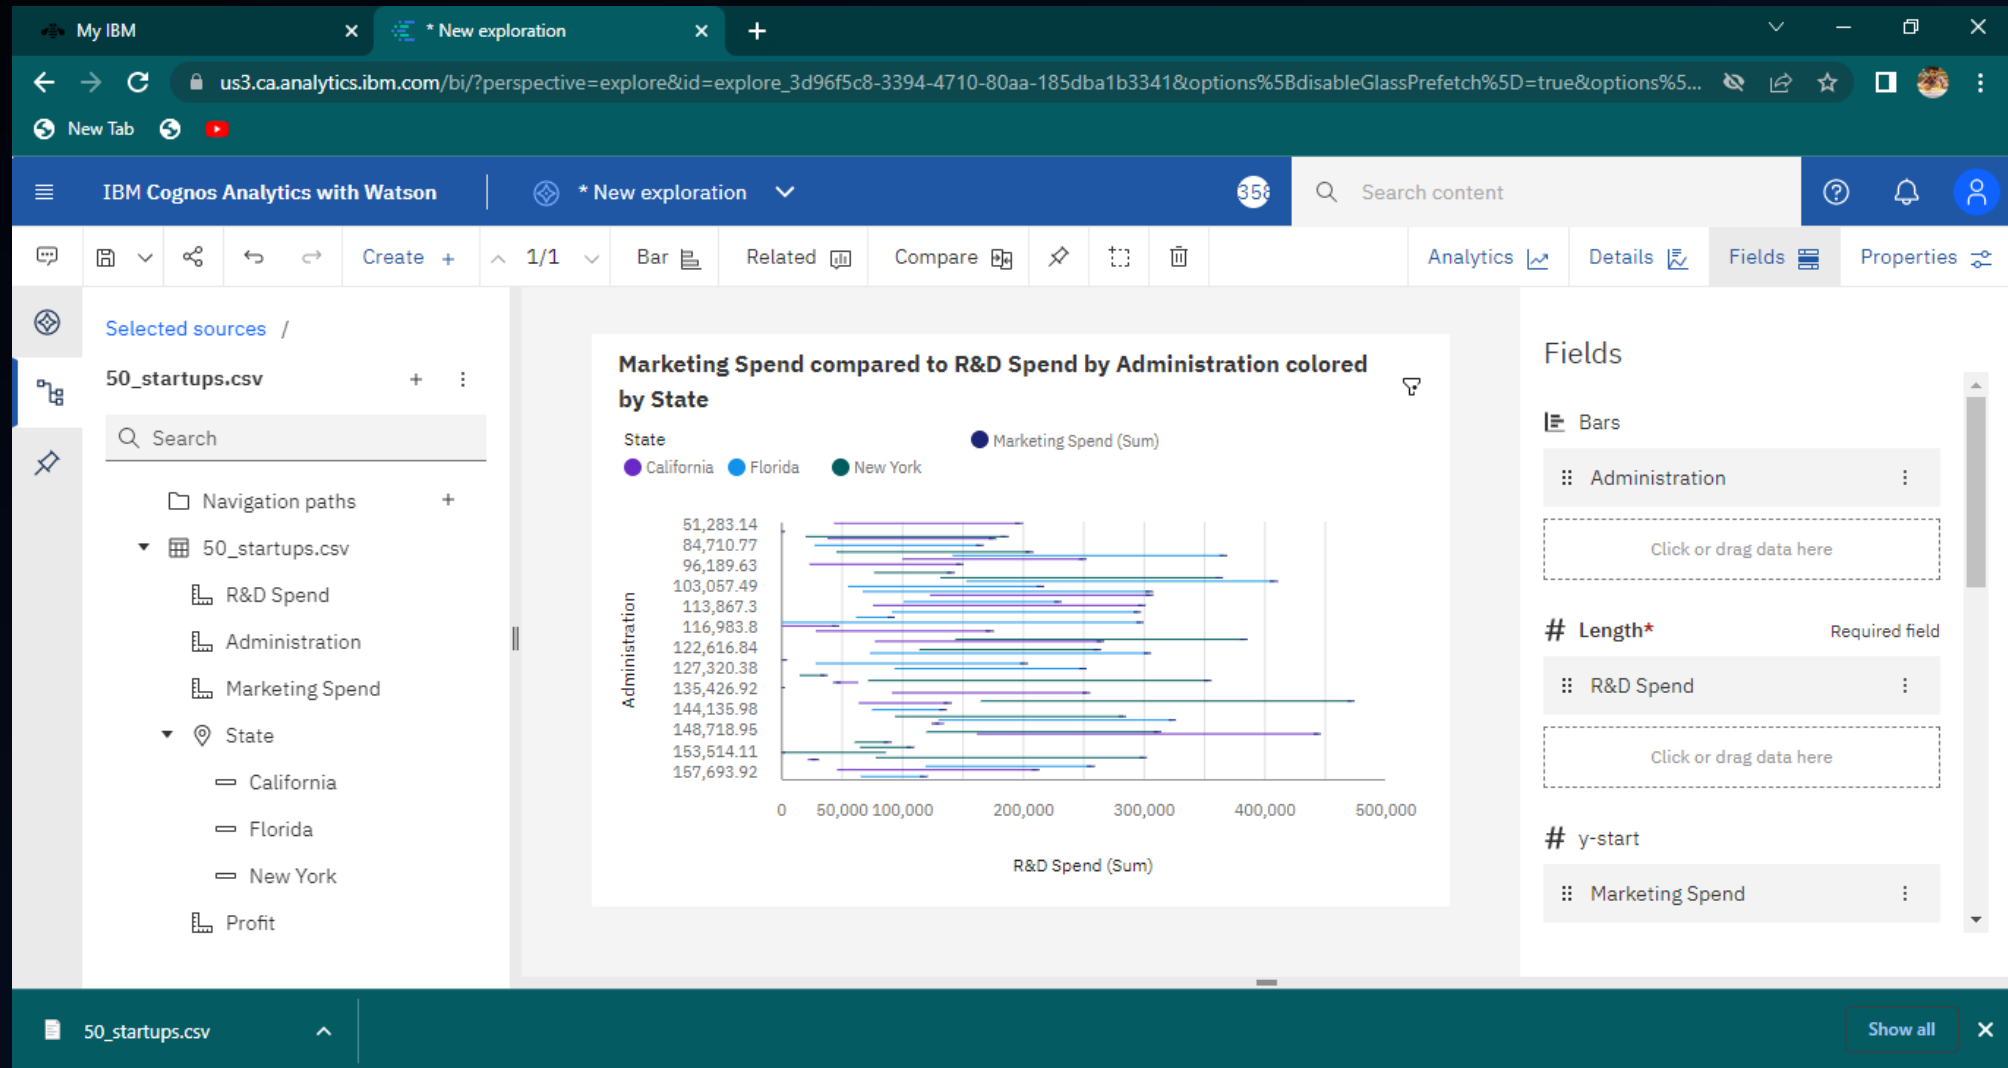 My IBM
* New exploration
us3.ca.analytics.ibm.com/bi/?perspective=explore&id=explore_3d96f5c8-3394-4710-80aa-185dba1b3341&options%5BdisableGlassPrefetch%5D=true&options%5...
New Tab
IBM Cognos Analytics with Watson
* New exploration
358
Search content
Create +
1/1
Bar
Related
Compare
Analytics
Details
Fields
Properties
Selected sources /
50_startups.csv
Search
Navigation paths
50_startups.csv
R&D Spend
Administration
Marketing Spend
State
California
Florida
New York
Profit
Marketing Spend compared to R&D Spend by Administration colored
by State
State
Marketing Spend (Sum)
California
Florida
New York
Administration
51,283.14
84,710.77
96,189.63
103,057.49
113,867.3
116,983.8
122,616.84
127,320.38
135,426.92
144,135.98
148,718.95
153,514.11
157,693.92
0 50,000 100,000 200,000 300,000 400,000 500,000
R&D Spend (Sum)
Fields
Bars
Administration
Click or drag data here
# Length* Required field
R&D Spend
Click or drag data here
# y-start
Marketing Spend
50_startups.csv
Show all